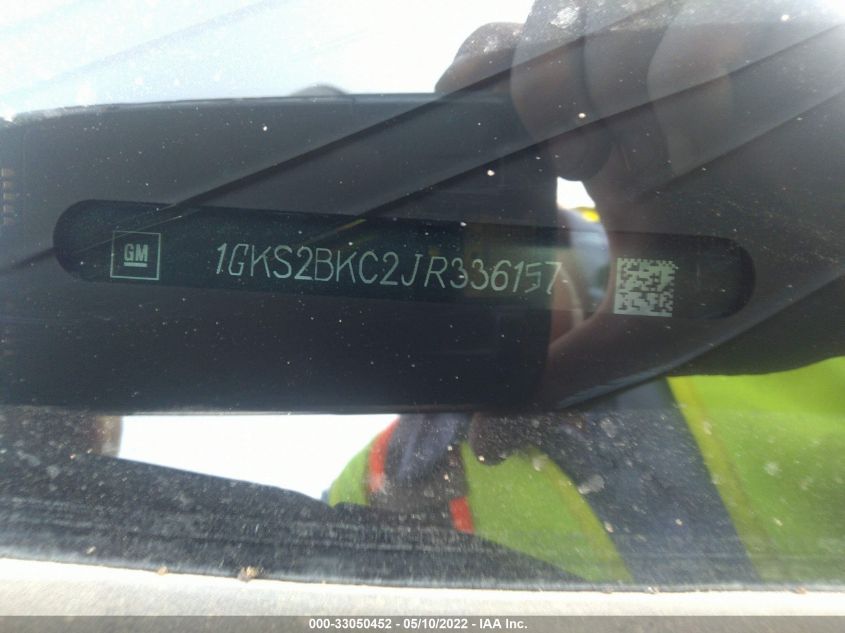 GM
1GKS2BKC2JR336157
000-33050452 - 05/10/2022 - IAA Inc.